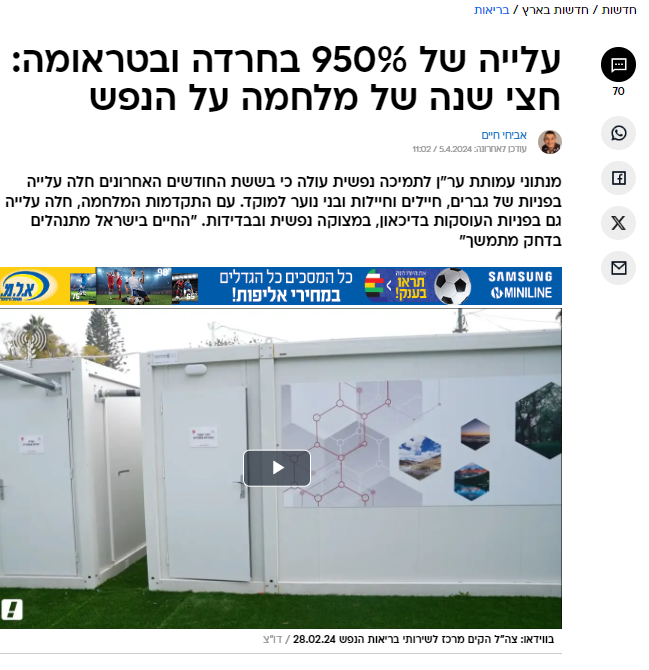 חדשות / חדשות בארץ / בריאות
עלייה של 950% בחרדה ובטראומה:
חצי שנה של מלחמה על הנפש
70
אביחי חיים
עודכן לאחרונה: 5.4.2024 / 11:02
מנתוני עמותת ער"ן לתמיכה נפשית עולה כי בששת החודשים האחרונים חלה עלייה
בפניות של גברים, חיילים וחיילות ובני נוער למוקד. עם התקדמות המלחמה, חלה עלייה
גם בפניות העוסקות בדיכאון, במצוקה נפשית ובבדידות. "החיים בישראל מתנהלים
בדחק מתמשך"
SAMSUNG
MINILINE
תראו
בענק!
כל המסכים כל הגדלים
במחירי אליפות!
98"
75"
א.ל.מ
בווידאו: צה"ל הקים מרכז לשירותי בריאות הנפש 28.02.24 / דו"צ